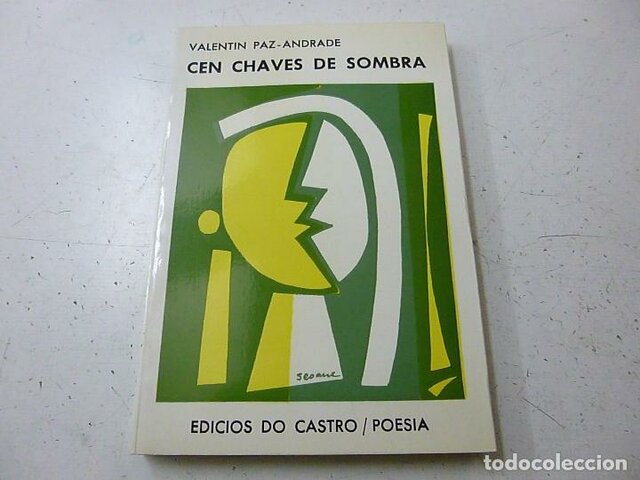 VALENTIN PAZ-ANDRADE
CEN CHAVES DE SOMBRA
seoane
EDICIOS DO CASTRO / POESIA
todocoleccion